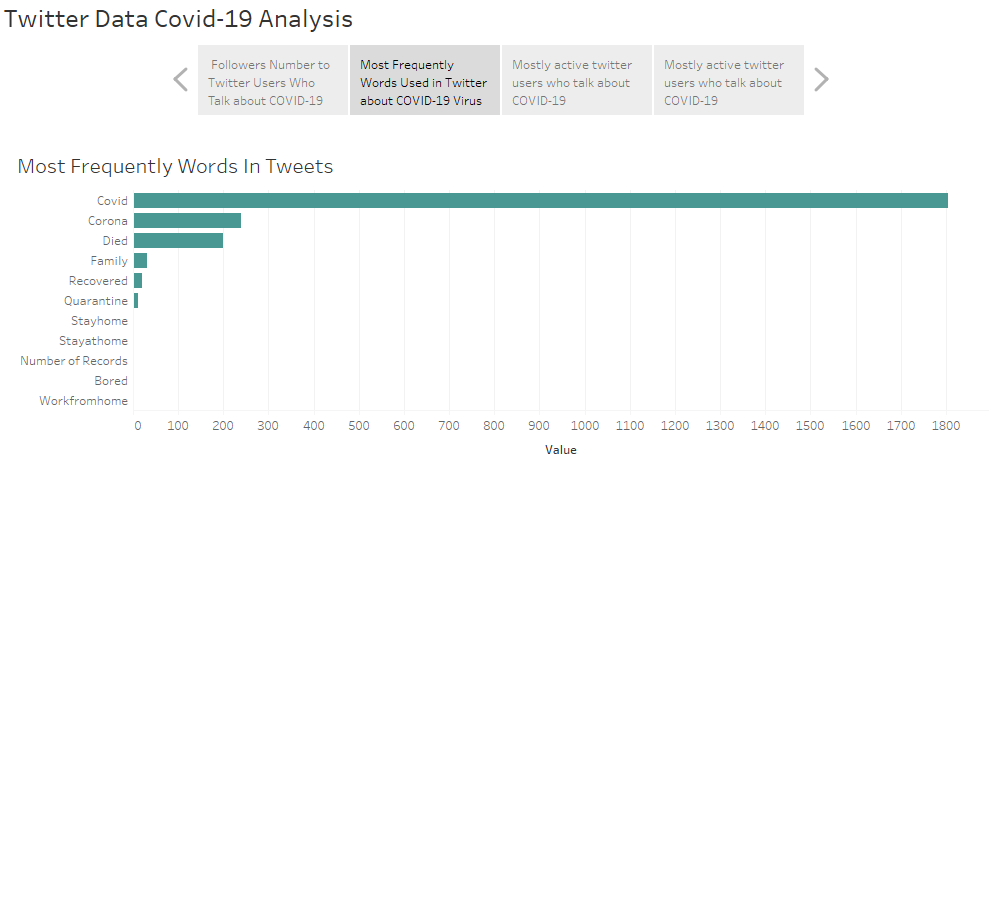 Twitter Data Covid-19 Analysis
Followers Number to
Twitter Users Who
Talk about COVID-19
Most Frequently
Words Used in Twitter
about COVID-19 Virus
Mostly active twitter
users who talk about
COVID-19
Mostly active twitter
users who talk about
COVID-19
Most Frequently Words In Tweets
Covid
Corona
Died
Family
Recovered
Quarantine
Stayhome
Stayathome
Number of Records
Bored
Workfromhome
0 100 200 300 400 500 600 700 800 900 1000 1100 1200 1300 1400 1500 1600 1700 1800
Value